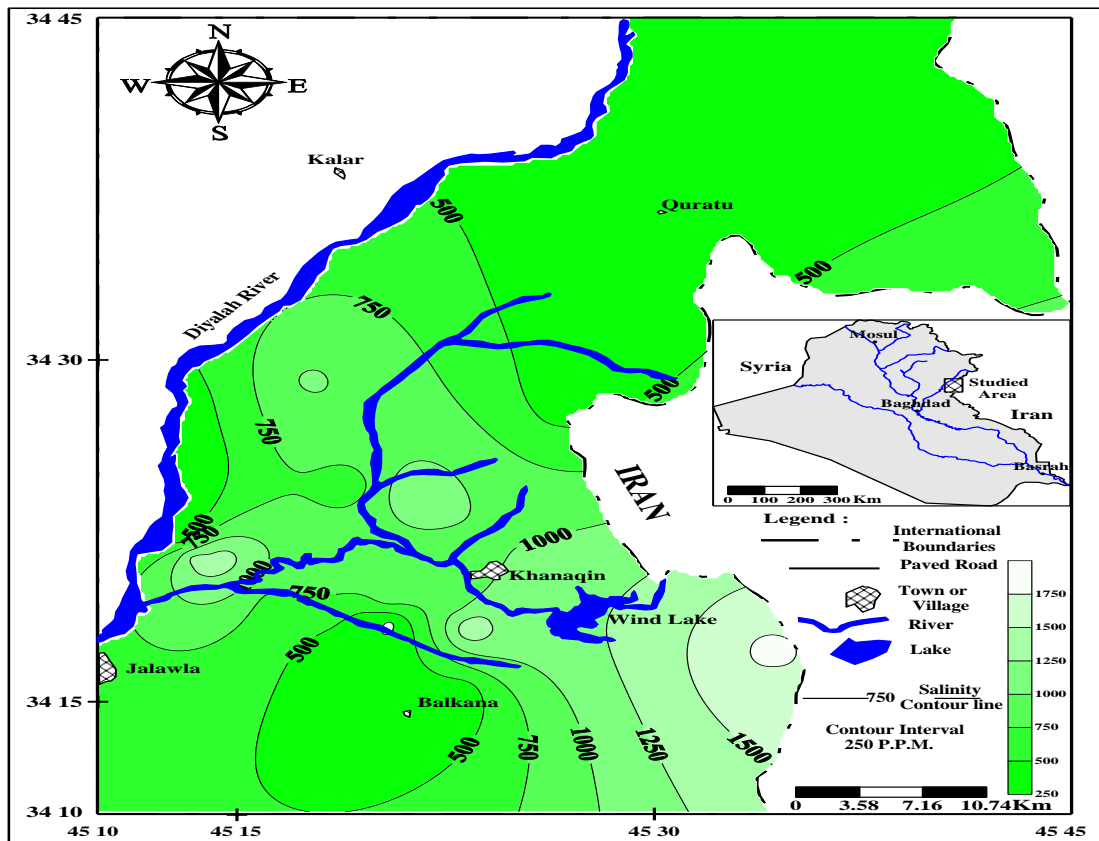 34 45
N
W E
S
Kalar
500
Quratu
500
Diyalah River
750
Mosul
Syria
34 30
500
Studied
Area
Baghdad
Iran
750
Basrah
IRAN
0 100 200 300 Km
500
750
1000
Legend :
International
Boundaries
Paved Road
1000
Khanaqin
Town or
Village
750
Wind Lake
River
500
Lake
Jalawla
750
Salinity
Contour line
34 15
Balkana
Contour Interval
250 P.P.M.
500
750
1000
1250
1500
1750
1500
1250
1000
750
500
250
0 3.58 7.16 10.74Km
34 10
45 10
45 15
45 30
45 45